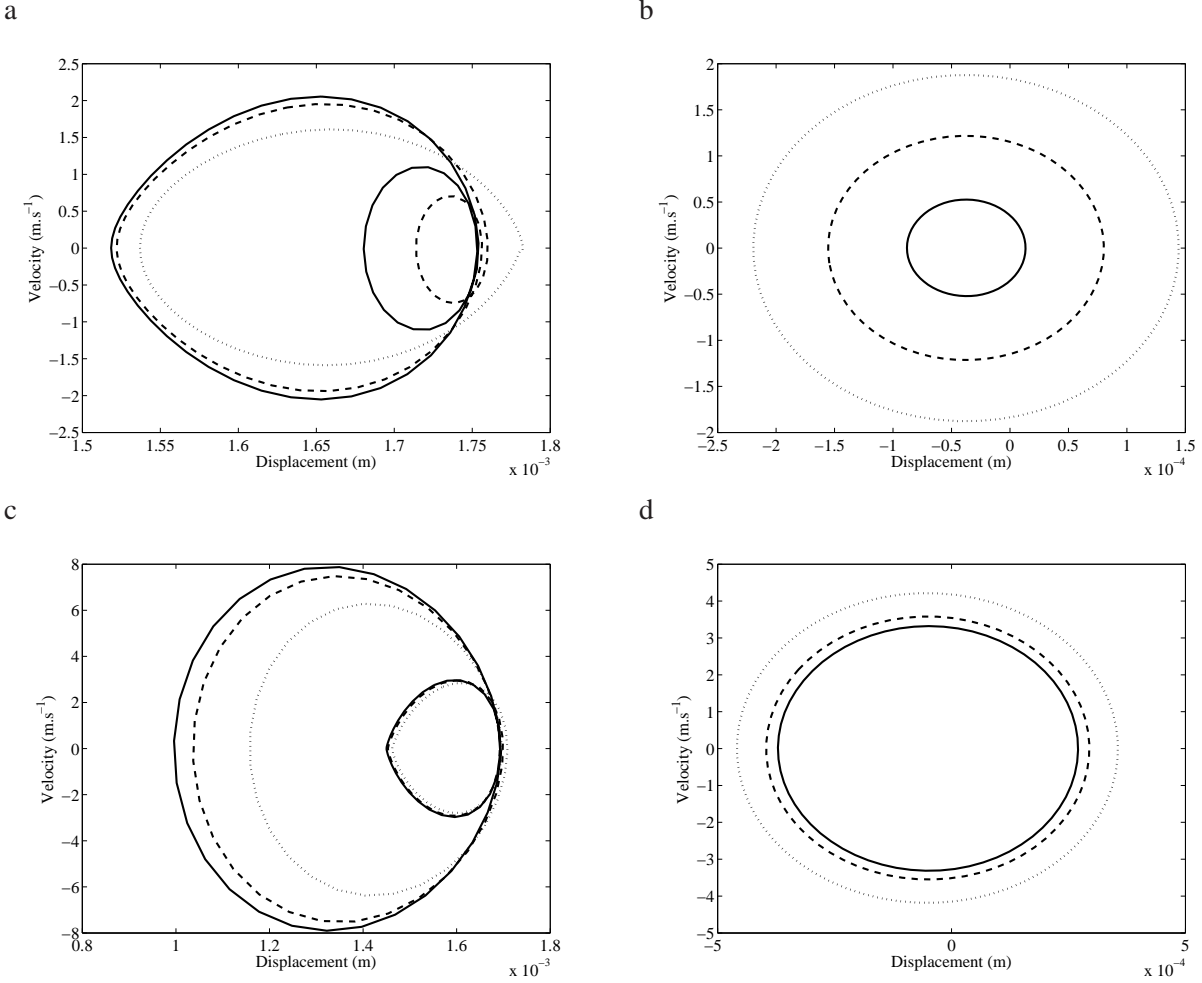 a
2.5
2
1.5
1
0.5
0
−0.5
−1
−1.5
−2
−2.5
Velocity (m.s−1)
1.5 1.55 1.6 1.65 1.7 1.75 1.8
Displacement (m)
x 10−3
b
2
1.5
1
0.5
0
−0.5
−1
−1.5
−2
Velocity (m.s−1)
−2.5 −2 −1.5 −1 −0.5 0 0.5 1 1.5
Displacement (m)
x 10−4
c
8
6
4
2
0
−2
−4
−6
−8
Velocity (m.s−1)
0.8 1 1.2 1.4 1.6 1.8
Displacement (m)
x 10−3
d
5
4
3
2
1
0
−1
−2
−3
−4
−5
Velocity (m.s−1)
−5 0 5
Displacement (m)
x 10−4